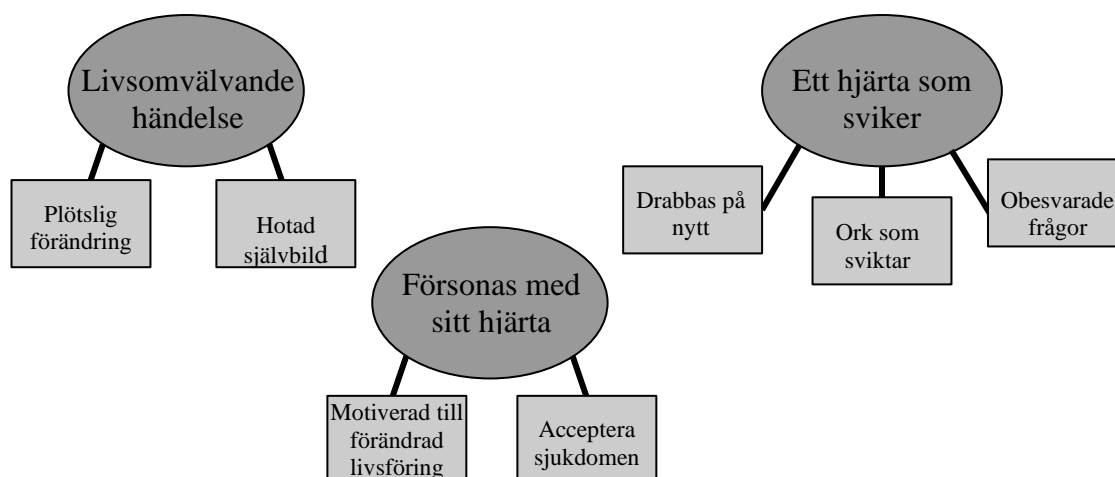 Livsomvälvande
händelse
Plötslig
förändring
Hotad
självbild
Ett hjärta som
sviker
Drabbas på
nytt
Ork som
sviktar
Obesvarade
frågor
Försonas med
sitt hjärta
Motiverad till
förändrad
livsföring
Acceptera
sjukdomen